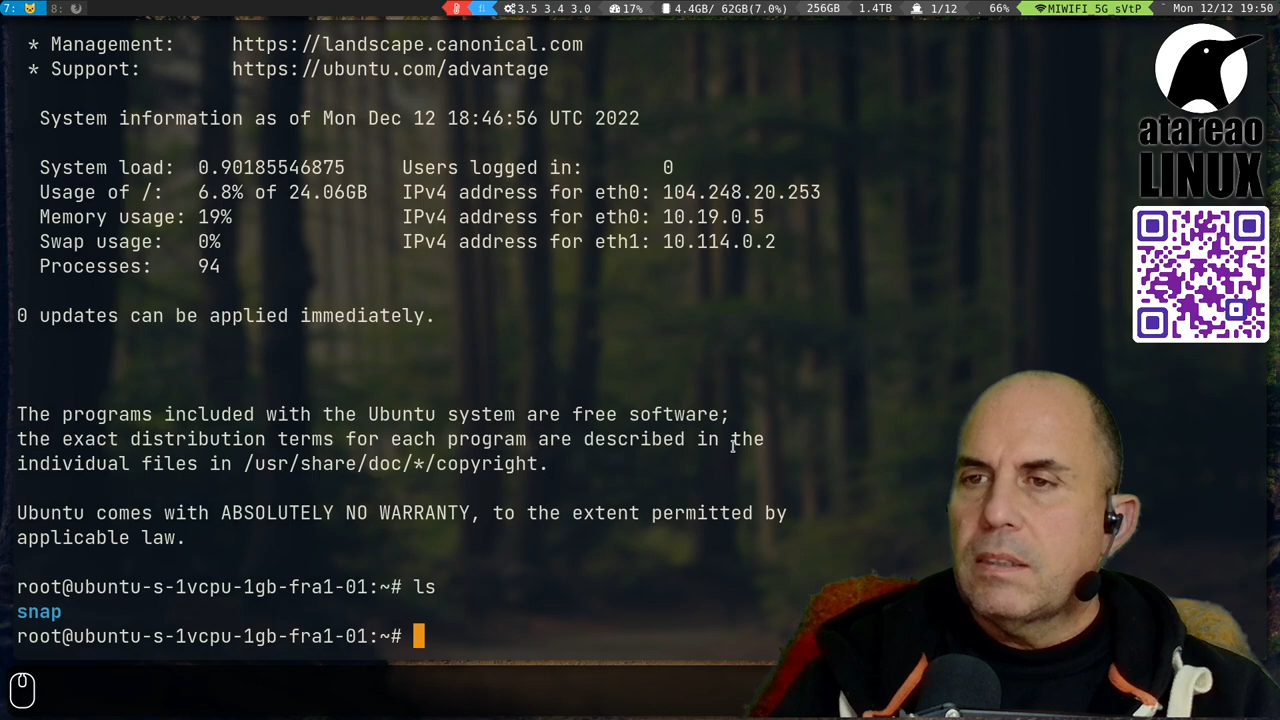 7: 8: 3.5 3.4 3.0 17% 4.4GB/ 62GB(7.0%) 256GB 1.4TB 1/12 . 66% MIWIFI_5G_sVtP Mon 12/12 19:50
* Management: https://landscape.canonical.com
* Support: https://ubuntu.com/advantage
System information as of Mon Dec 12 18:46:56 UTC 2022
System load: 0.90185546875 Users logged in: 0
Usage of /: 6.8% of 24.06GB IPv4 address for eth0: 104.248.20.253
Memory usage: 19% IPv4 address for eth0: 10.19.0.5
Swap usage: 0% IPv4 address for eth1: 10.114.0.2
Processes: 94
0 updates can be applied immediately.
The programs included with the Ubuntu system are free software;
the exact distribution terms for each program are described in the
individual files in /usr/share/doc/*/copyright.
Ubuntu comes with ABSOLUTELY NO WARRANTY, to the extent permitted by
applicable law.
root@ubuntu-s-1vcpu-1gb-fra1-01:~# ls
snap
root@ubuntu-s-1vcpu-1gb-fra1-01:~#
atareao
LINUX